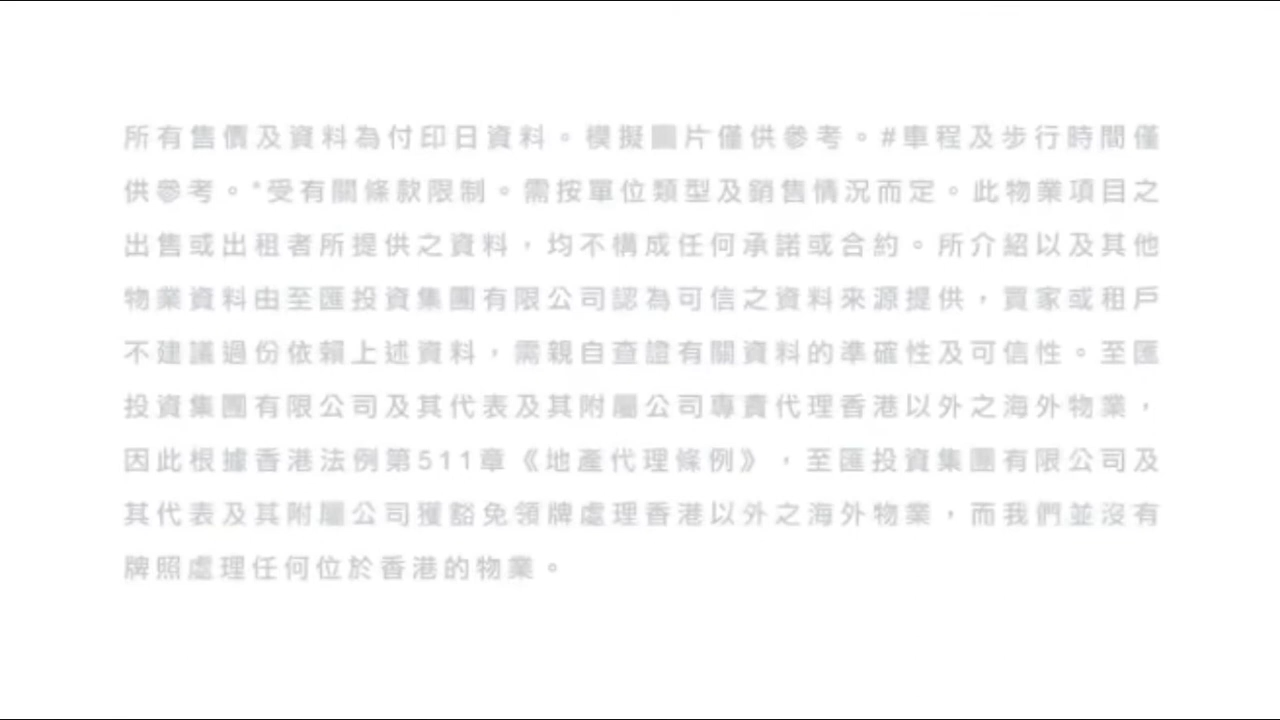 所有售價及資料為付印日資料。模擬圖片僅供參考。#車程及步行時間僅
供參考。*受有關條款限制。需按單位類型及銷售情況而定。此物業項目之
出售或出租者所提供之資料，均不構成任何承諾或合約。所介紹以及其他
物業資料由至匯投資集團有限公司認為可信之資料來源提供，買家或租戶
不建議過份依賴上述資料，需親自查證有關資料的準確性及可信性。至匯
投資集團有限公司及其代表及其附屬公司專責代理香港以外之海外物業，
因此根據香港法例第511章《地產代理條例》，至匯投資集團有限公司及
其代表及其附屬公司獲豁免領牌處理香港以外之海外物業，而我們並沒有
牌照處理任何位於香港的物業。